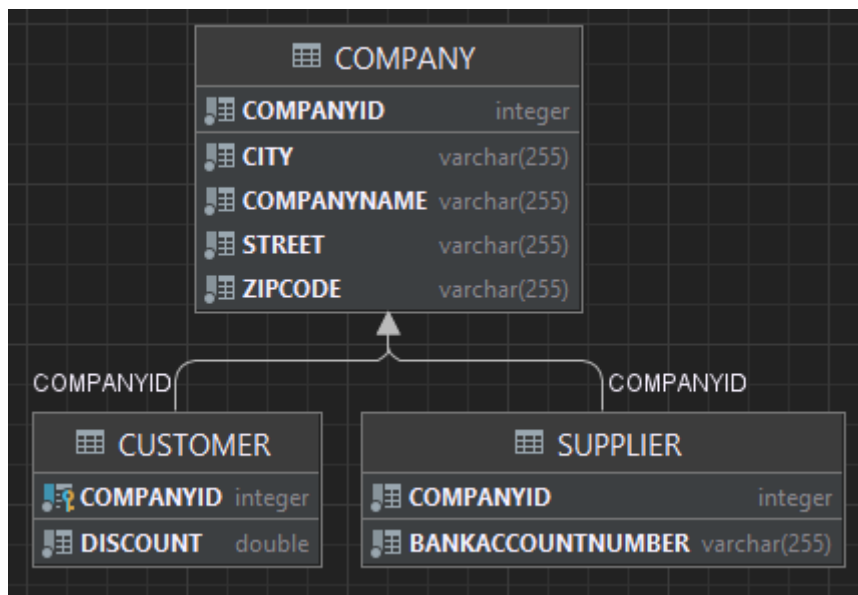 COMPANY
COMPANYID integer
CITY varchar(255)
COMPANYNAME varchar(255)
STREET varchar(255)
ZIPCODE varchar(255)
COMPANYID
COMPANYID
CUSTOMER
COMPANYID integer
DISCOUNT double
SUPPLIER
COMPANYID integer
BANKACCOUNTNUMBER varchar(255)